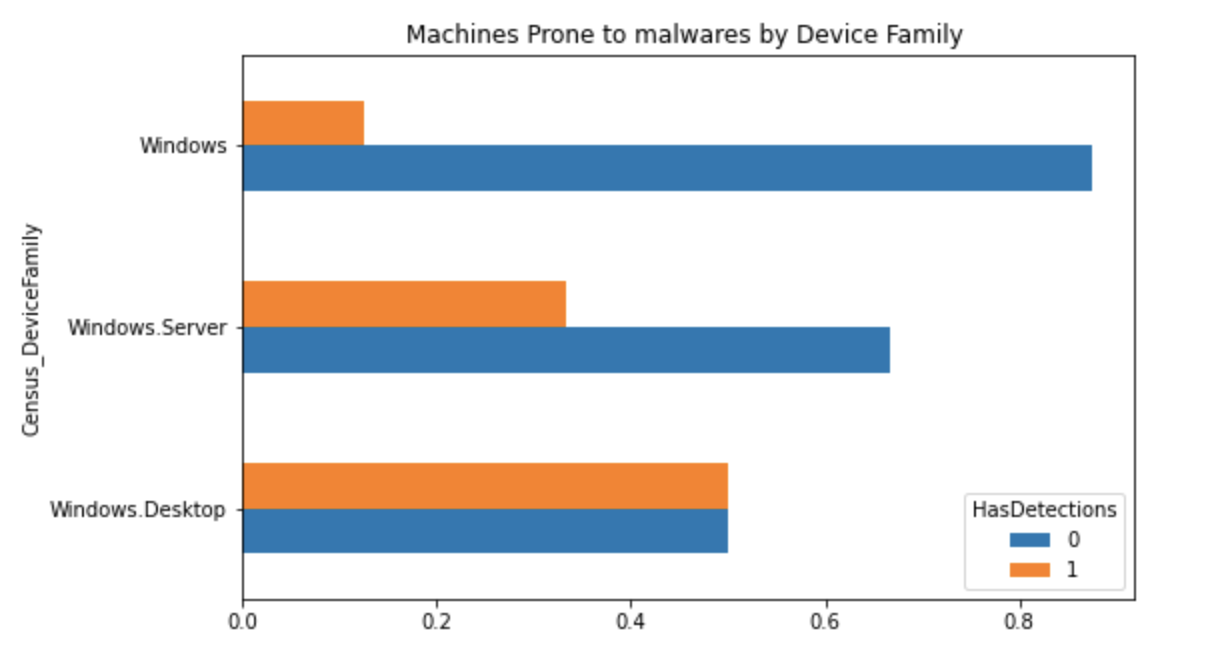 Machines Prone to malwares by Device Family
Census_DeviceFamily
Windows
Windows.Server
Windows.Desktop
HasDetections
0
1
0.0 0.2 0.4 0.6 0.8